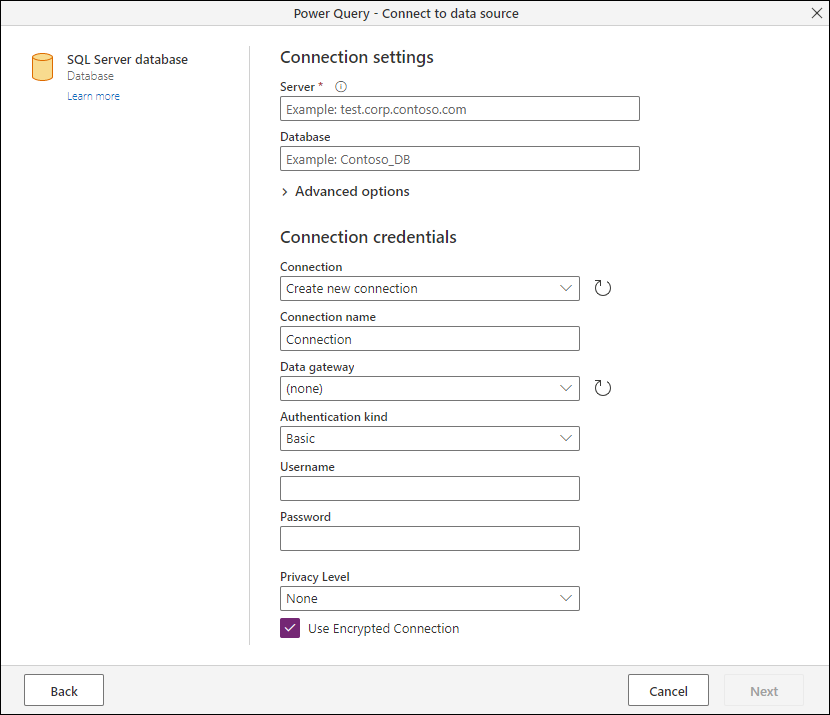 Power Query - Connect to data source
SQL Server database
Database
Learn more
Connection settings
Server *
Example: test.corp.contoso.com
Database
Example: Contoso_DB
Advanced options
Connection credentials
Connection
Create new connection
Connection name
Connection
Data gateway
(none)
Authentication kind
Basic
Username
Password
Privacy Level
None
Use Encrypted Connection
Back
Cancel
Next